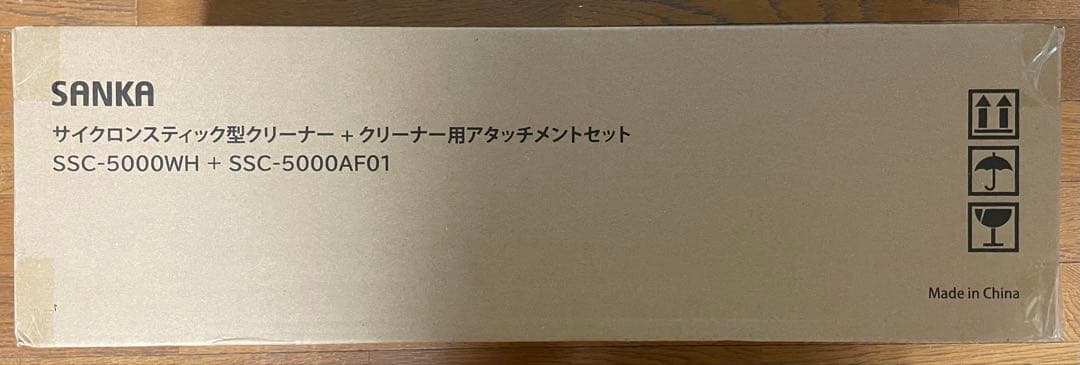 SANKA
サイクロンスティック型クリーナー + クリーナー用アタッチメントセット
SSC-5000WH + SSC-5000AF01
Made in China